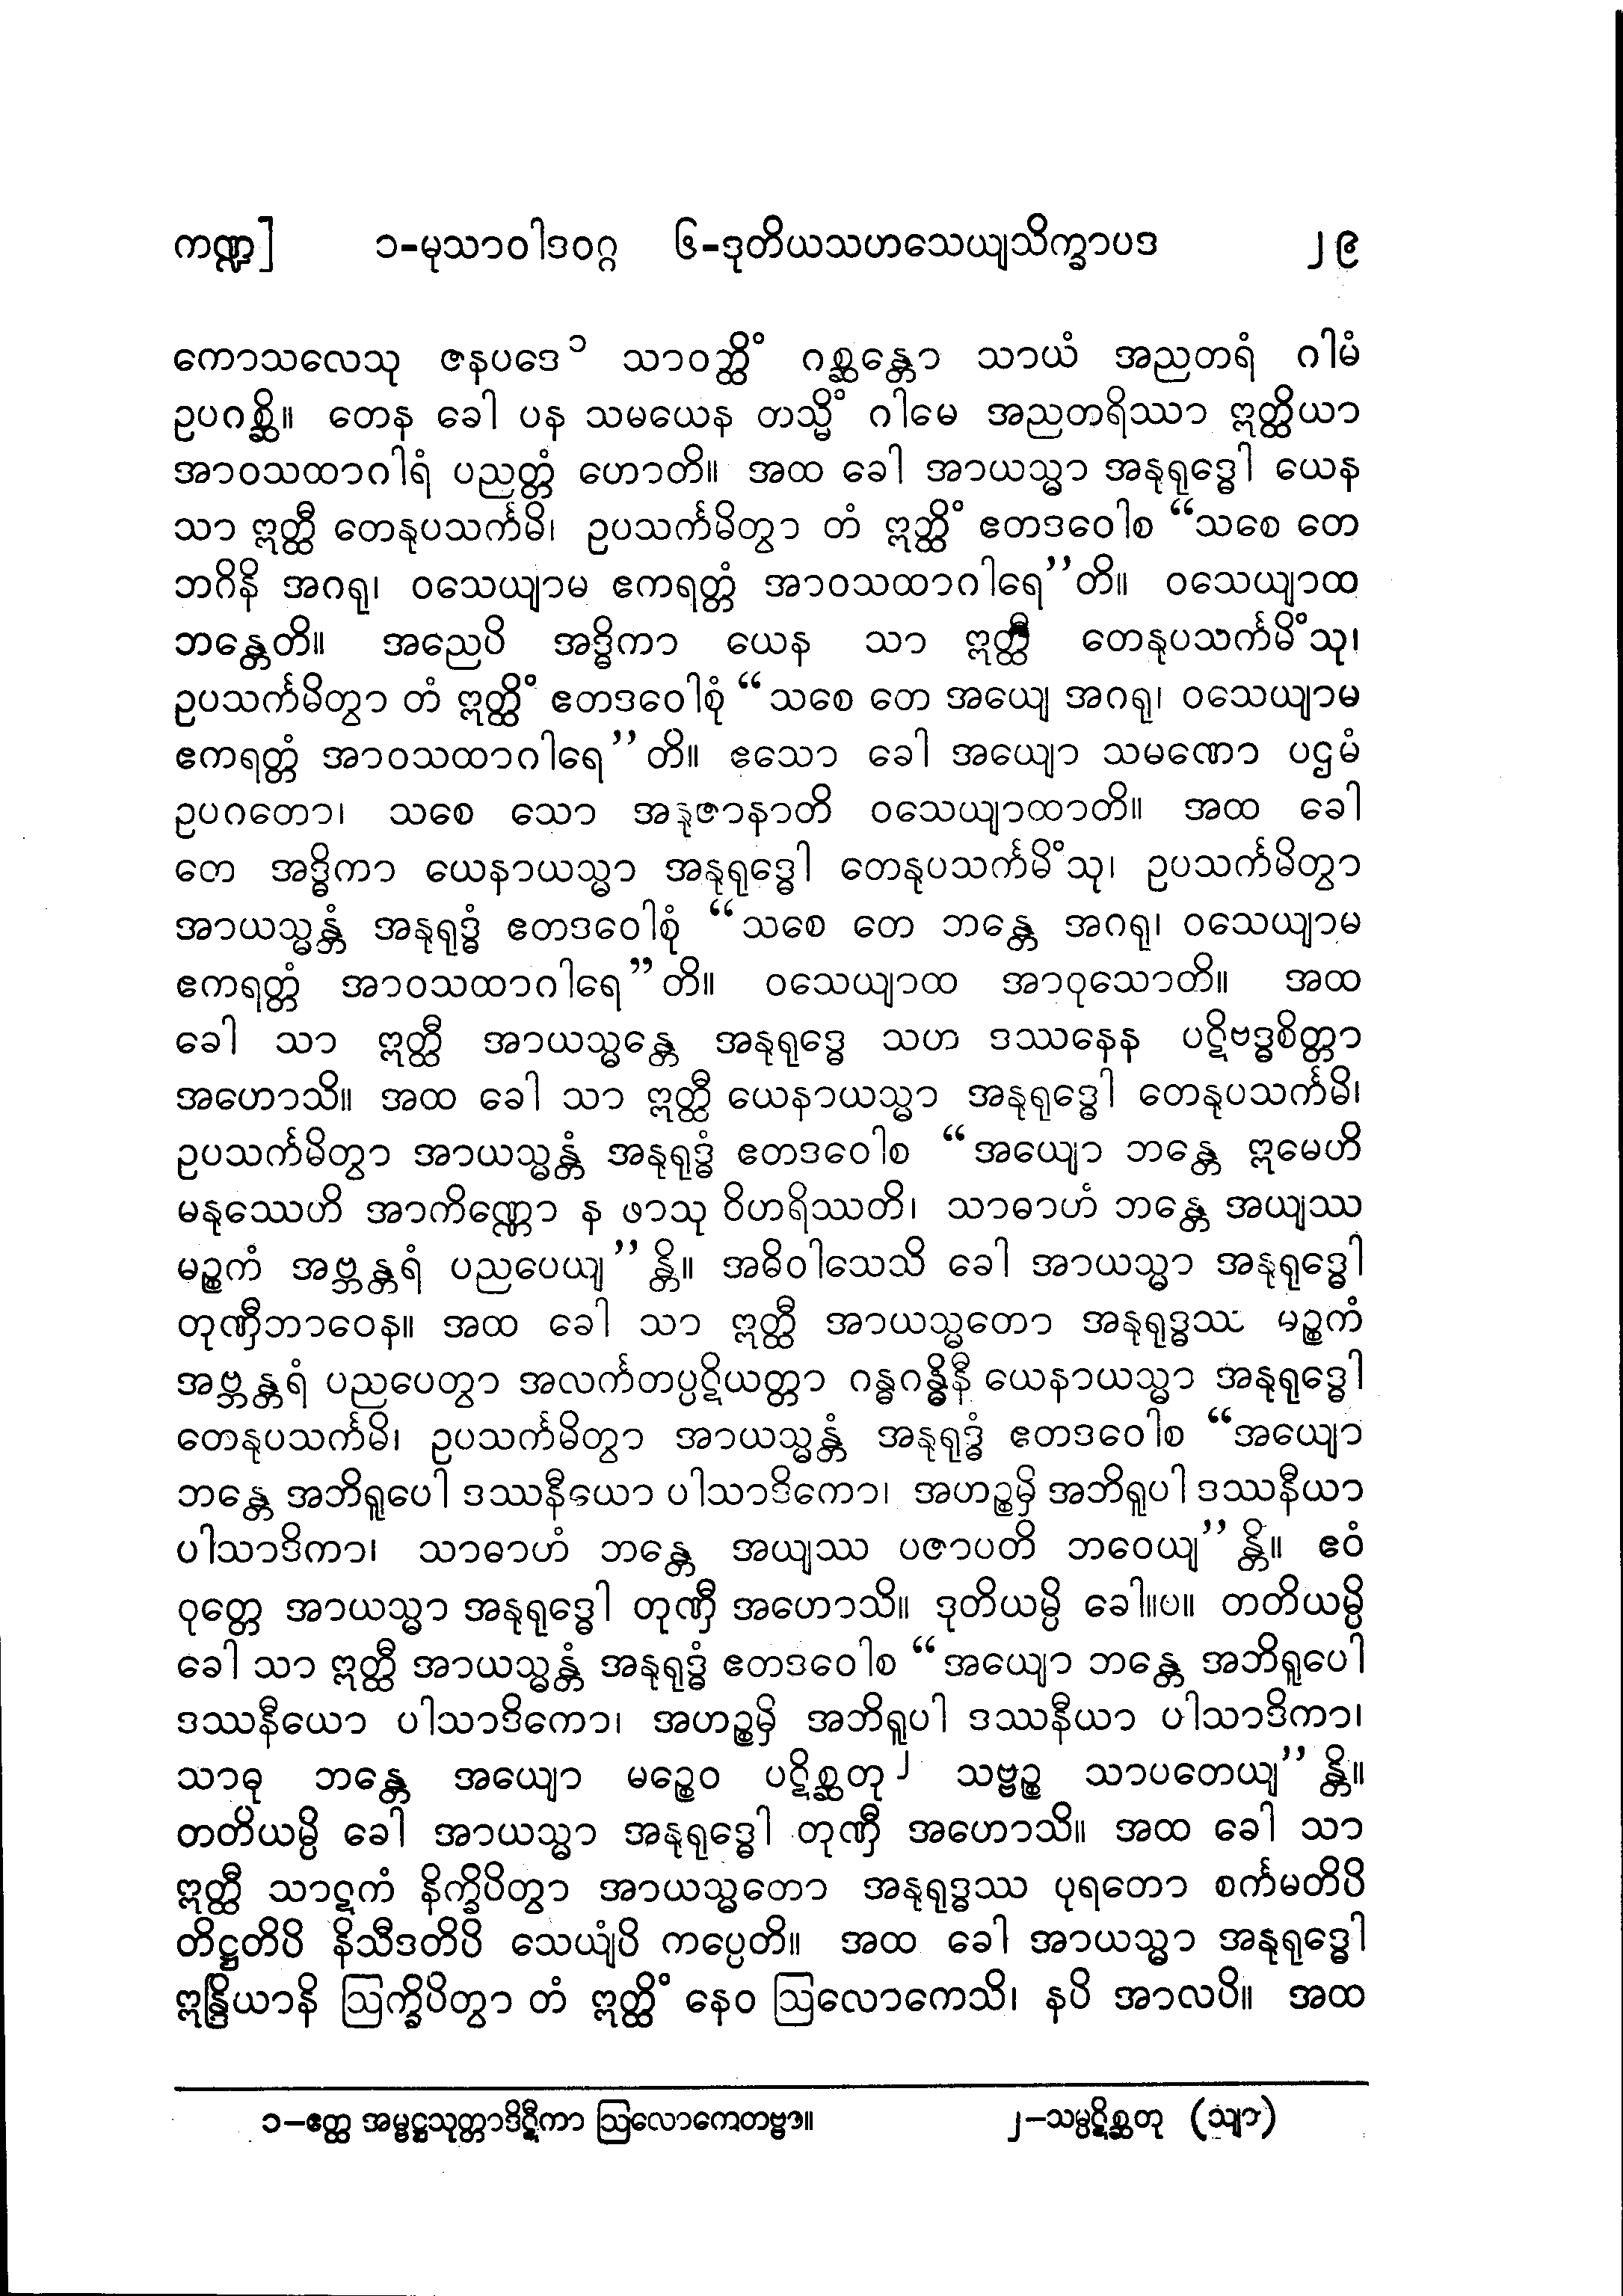 ကဏ္ဍ] ၁-မုသာဝါဒဝဂ္ဂ ၆-ဒုတိယသဟသေယျသိက္ခာပဒ ၂၉
ကောသလေသု ဇနပဒေ ၁ သာဝတ္ထိံ ဂစ္ဆန္တော သာယံ အညတရံ ဂါမံ
ဥပဂစ္ဆိ။ တေန ခေါ ပန သမယေန တသ္မိံ ဂါမေ အညတရိဿာ ဣတ္ထိယာ
အာဝသထာဂါရံ ပညတ္တံ ဟောတိ။ အထ ခေါ အာယသ္မာ အနုရုဒ္ဓေါ ယေန
သာ ဣတ္ထီ တေနုပသင်္ကမိ၊ ဥပသင်္ကမိတွာ တံ ဣတ္ထိံ ဧတဒဝေါစ “သစေ တေ
ဘဂိနိ အဂရု၊ ဝသေယျာမ ဧကရတ္တံ အာဝသထာဂါရေ”တိ။ ဝသေယျာထ
ဘန္တေတိ။ အညေပိ အဒ္ဓိကာ ယေန သာ ဣတ္ထီ တေနုပသင်္ကမိံသု၊
ဥပသင်္ကမိတွာ တံ ဣတ္ထိံ ဧတဒဝေါစုံ “သစေ တေ အယျေ အဂရု၊ ဝသေယျာမ
ဧကရတ္တံ အာဝသထာဂါရေ”တိ။ ဧသော ခေါ အယျော သမဏော ပဌမံ
ဥပဂတော၊ သစေ သော အနုဇာနာတိ ဝသေယျာထာတိ။ အထ ခေါ
တေ အဒ္ဓိကာ ယေနာယသ္မာ အနုရုဒ္ဓေါ တေနုပသင်္ကမိံသု၊ ဥပသင်္ကမိတွာ
အာယသ္မန္တံ အနုရုဒ္ဓံ ဧတဒဝေါစုံ “သစေ တေ ဘန္တေ အဂရု၊ ဝသေယျာမ
ဧကရတ္တံ အာဝသထာဂါရေ”တိ။ ဝသေယျာထ အာဝုသောတိ။ အထ
ခေါ သာ ဣတ္ထီ အာယသ္မန္တေ အနုရုဒ္ဓေ သဟ ဒဿနေန ပဋိဗဒ္ဓစိတ္တာ
အဟောသိ။ အထ ခေါ သာ ဣတ္ထီ ယေနာယသ္မာ အနုရုဒ္ဓေါ တေနုပသင်္ကမိ၊
ဥပသင်္ကမိတွာ အာယသ္မန္တံ အနုရုဒ္ဓံ ဧတဒဝေါစ “အယျော ဘန္တေ ဣမေဟိ
မနုဿေဟိ အာကိဏ္ဏော န ဖာသု ဝိဟရိဿတိ၊ သာဓာဟံ ဘန္တေ အယျဿ
မဉ္စကံ အဗ္ဘန္တရံ ပညပေယျ”န္တိ။ အဓိဝါသေသိ ခေါ အာယသ္မာ အနုရုဒ္ဓေါ
တုဏှီဘာဝေန။ အထ ခေါ သာ ဣတ္ထီ အာယသ္မတော အနုရုဒ္ဓဿ မဉ္စကံ
အဗ္ဘန္တရံ ပညပေတွာ အလင်္ကတပ္ပဋိယတ္တာ ဂန္ဓဂန္ဓိနီ ယေနာယသ္မာ အနုရုဒ္ဓေါ
တေနုပသင်္ကမိ၊ ဥပသင်္ကမိတွာ အာယသ္မန္တံ အနုရုဒ္ဓံ ဧတဒဝေါစ “အယျော
ဘန္တေ အဘိရူပေါ ဒဿနီယော ပါသာဒိကော၊ အဟဉ္စမှိ အဘိရူပါ ဒဿနီယာ
ပါသာဒိကာ၊ သာဓာဟံ ဘန္တေ အယျဿ ပဇာပတိ ဘဝေယျ”န္တိ။ ဧဝံ
ဝုတ္တေ အာယသ္မာ အနုရုဒ္ဓေါ တုဏှီ အဟောသိ။ ဒုတိယမ္ပိ ခေါ။ပ။ တတိယမ္ပိ
ခေါ သာ ဣတ္ထီ အာယသ္မန္တံ အနုရုဒ္ဓံ ဧတဒဝေါစ “အယျော ဘန္တေ အဘိရူပေါ
ဒဿနီယော ပါသာဒိကော၊ အဟဉ္စမှိ အဘိရူပါ ဒဿနီယာ ပါသာဒိကာ၊
သာဓု ဘန္တေ အယျော မဉ္စေဝ ပဋိစ္ဆတု ၂ သဗ္ဗဉ္စ သာပတေယျ”န္တိ။
တတိယမ္ပိ ခေါ အာယသ္မာ အနုရုဒ္ဓေါ တုဏှီ အဟောသိ။ အထ ခေါ သာ
ဣတ္ထီ သာဋကံ နိက္ခိပိတွာ အာယသ္မတော အနုရုဒ္ဓဿ ပုရတော စင်္ကမတိပိ
တိဋ္ဌတိပိ နိသီဒတိပိ သေယျံပိ ကပ္ပေတိ။ အထ ခေါ အာယသ္မာ အနုရုဒ္ဓေါ
ဣန္ဒြိယာနိ ဩက္ခိပိတွာ တံ ဣတ္ထိံ နေဝ ဩလောကေသိ၊ နပိ အာလပိ။ အထ
၁–ဧတ္ထ အမ္ဗဋ္ဌသုတ္တာဒိဋီကာ ဩလောကေတဗ္ဗာ။ ၂–သမ္ပဋိစ္ဆတု (သျာ)